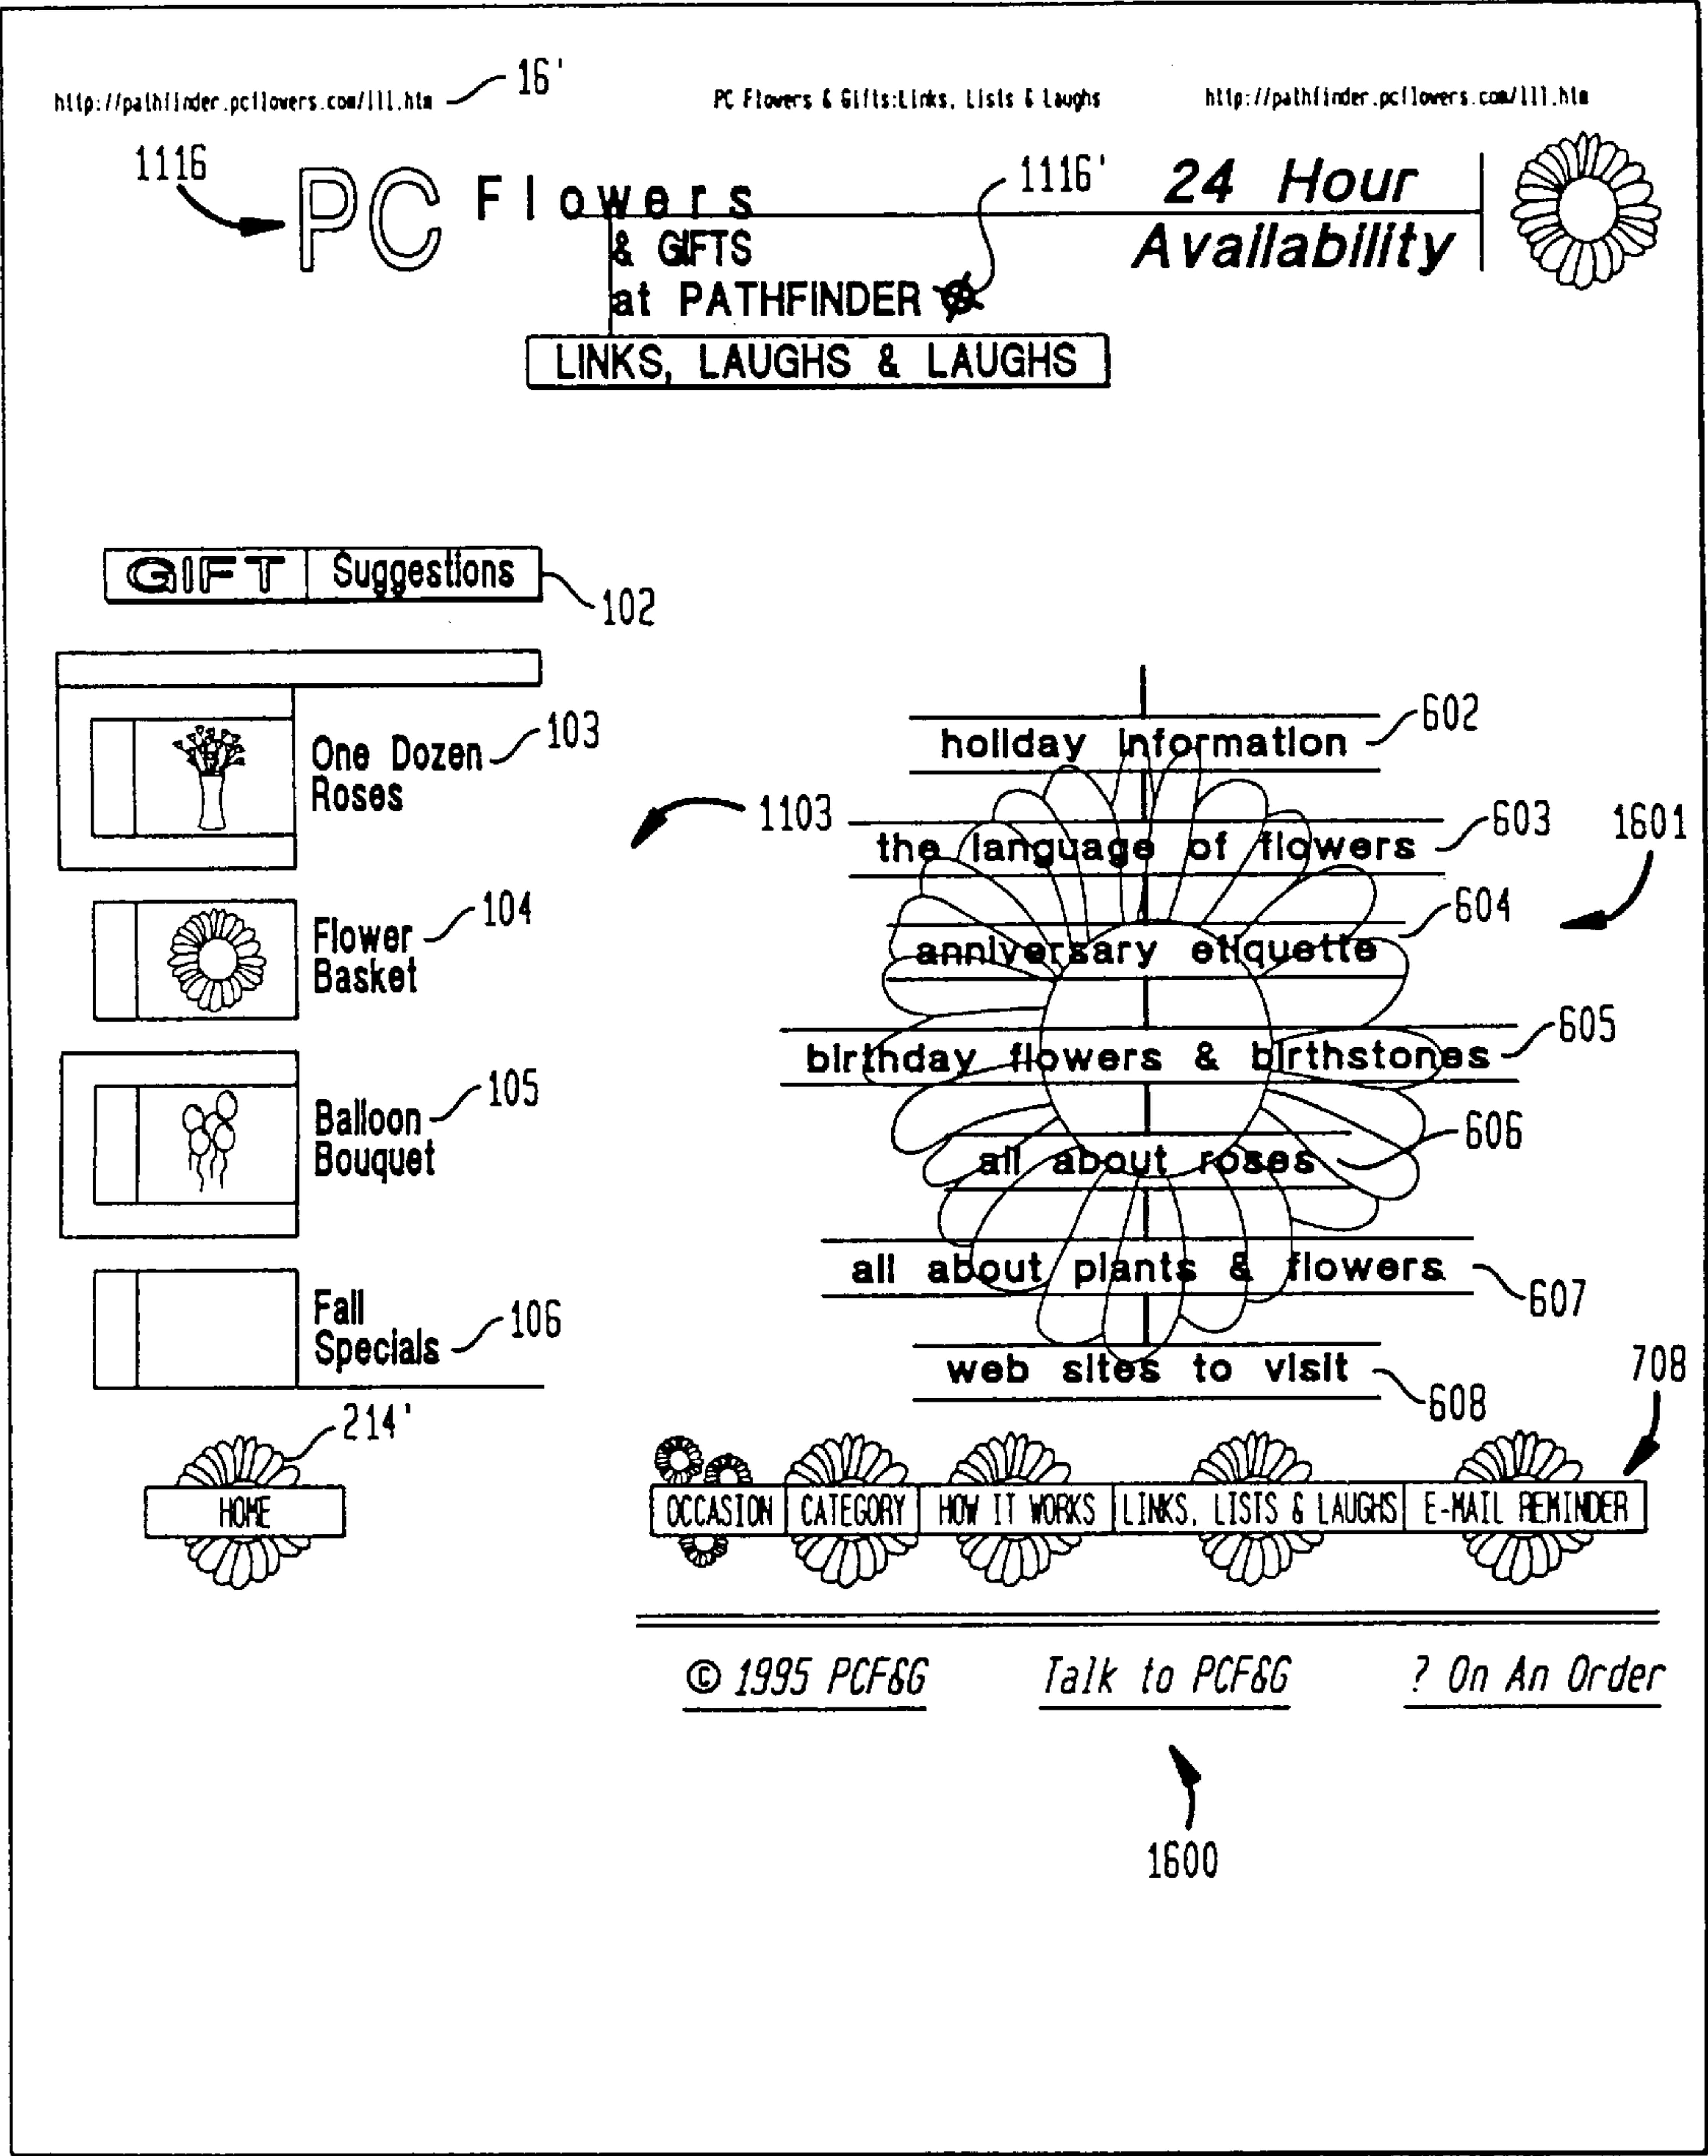 http://pathfinder.pcflowers.com/lll.htm 16' PC Flowers & Gifts:Links, Lists & Laughs http://pathfinder.pcflowers.com/lll.htm
1116 PC Flowers 1116' 24 Hour
& GIFTS Availability
at PATHFINDER
LINKS, LAUGHS & LAUGHS
GIFT Suggestions
102
One Dozen 103
Roses
Flower 104
Basket
Balloon 105
Bouquet
Fall
Specials 106
1103
holiday information 602
the language of flowers 603
1601
anniversary etiquette 604
birthday flowers & birthstones 605
all about roses 606
all about plants & flowers 607
web sites to visit 608
708
214'
HOME
OCCASION CATEGORY HOW IT WORKS LINKS, LISTS & LAUGHS E-MAIL REMINDER
© 1995 PCF&G Talk to PCF&G ? On An Order
1600